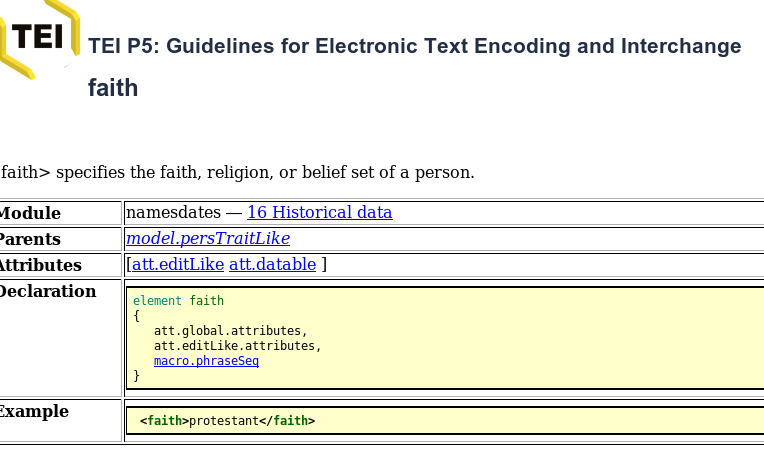 TEI
TEI P5: Guidelines for Electronic Text Encoding and Interchange
faith
faith> specifies the faith, religion, or belief set of a person.
Module namesdates — 16 Historical data
Parents model.persTraitLike
Attributes [att.editLike att.datable ]
Declaration
element faith
{
att.global.attributes,
att.editLike.attributes,
macro.phraseSeq
}
Example
<faith>protestant</faith>